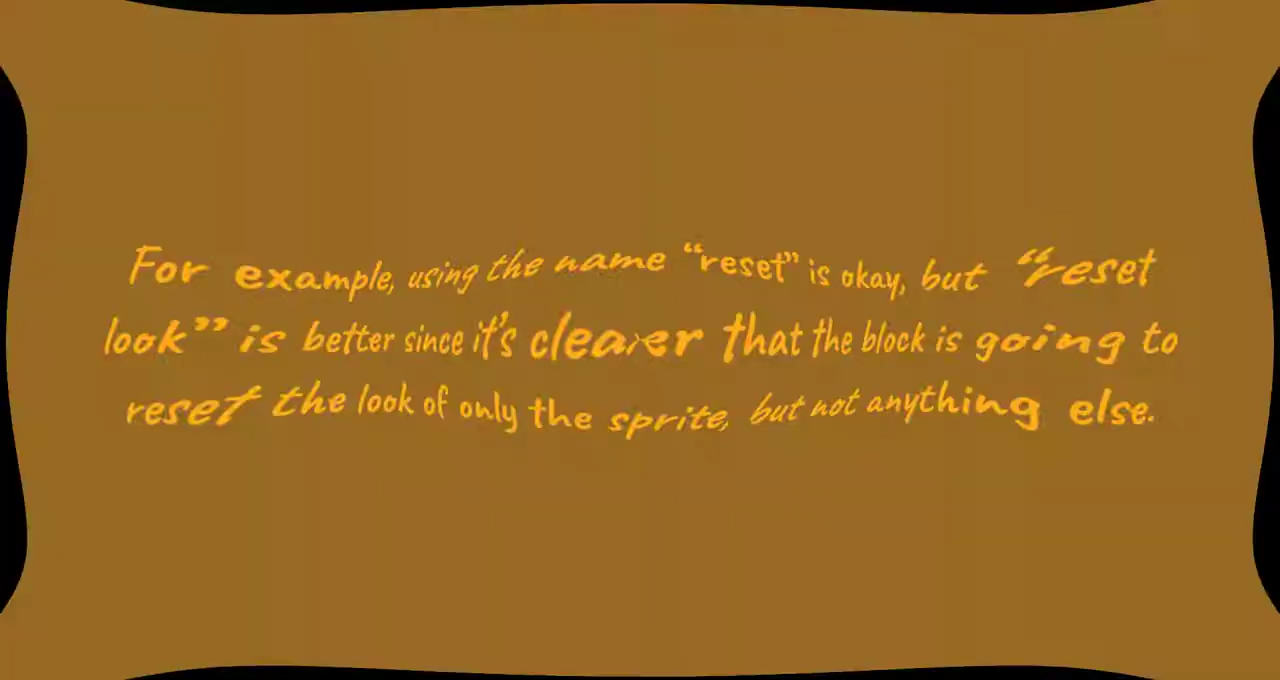 For example, using the name “reset” is okay, but “reset
look” is better since it’s clearer that the block is going to
reset the look of only the sprite, but not anything else.